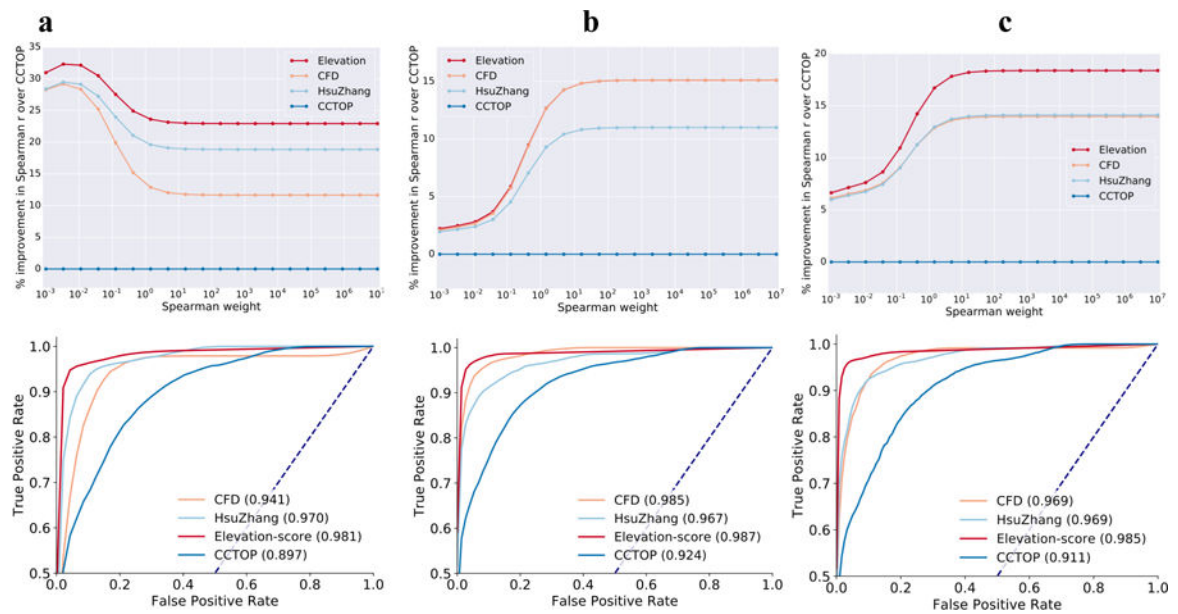 a
b
c
% improvement in Spearman r over CCTOP
35
30
25
20
15
10
5
0
Elevation
CFD
HsuZhang
CCTOP
10⁻³ 10⁻² 10⁻¹ 10⁰ 10¹ 10² 10³ 10⁴ 10⁵ 10⁶
Spearman weight
% improvement in Spearman r over CCTOP
15
10
5
0
Elevation
CFD
HsuZhang
CCTOP
10⁻³ 10⁻² 10⁻¹ 10⁰ 10¹ 10² 10³ 10⁴ 10⁵ 10⁶ 10⁷
Spearman weight
% improvement in Spearman r over CCTOP
20
15
10
5
0
Elevation
CFD
HsuZhang
CCTOP
10⁻³ 10⁻² 10⁻¹ 10⁰ 10¹ 10² 10³ 10⁴ 10⁵ 10⁶ 10⁷
Spearman weight
True Positive Rate
1.0
0.9
0.8
0.7
0.6
0.5
CFD (0.941)
HsuZhang (0.970)
Elevation-score (0.981)
CCTOP (0.897)
0.0 0.2 0.4 0.6 0.8 1.0
False Positive Rate
True Positive Rate
1.0
0.9
0.8
0.7
0.6
0.5
CFD (0.985)
HsuZhang (0.967)
Elevation-score (0.987)
CCTOP (0.924)
0.0 0.2 0.4 0.6 0.8 1.0
False Positive Rate
True Positive Rate
1.0
0.9
0.8
0.7
0.6
0.5
CFD (0.969)
HsuZhang (0.969)
Elevation-score (0.985)
CCTOP (0.911)
0.0 0.2 0.4 0.6 0.8 1.0
False Positive Rate